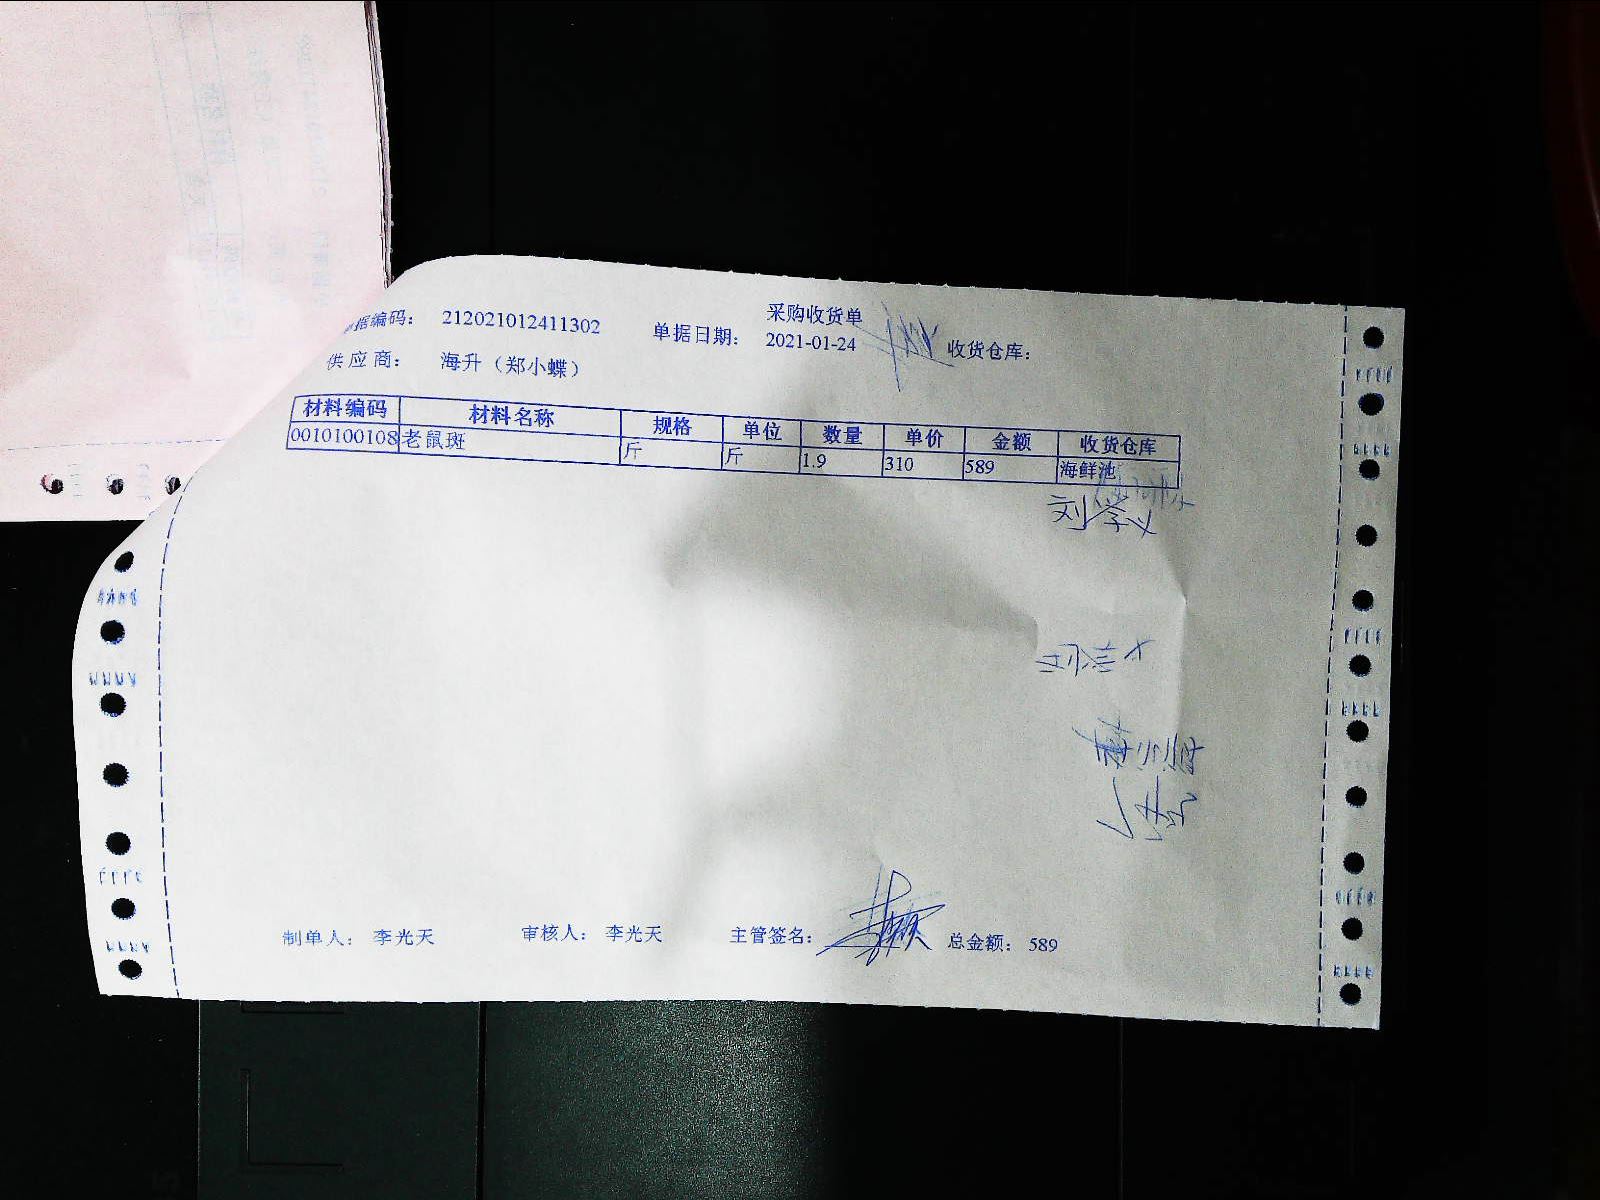 采购收货单
单据编码： 212021012411302 单据日期： 2021-01-24 收货仓库：
供应商： 海升（郑小蝶）
材料编码 材料名称 规格 单位 数量 单价 金额 收货仓库
0010100108 老鼠斑 斤 斤 1.9 310 589 海鲜池
刘学义
制单人： 李光天 审核人： 李光天 主管签名： 总金额： 589